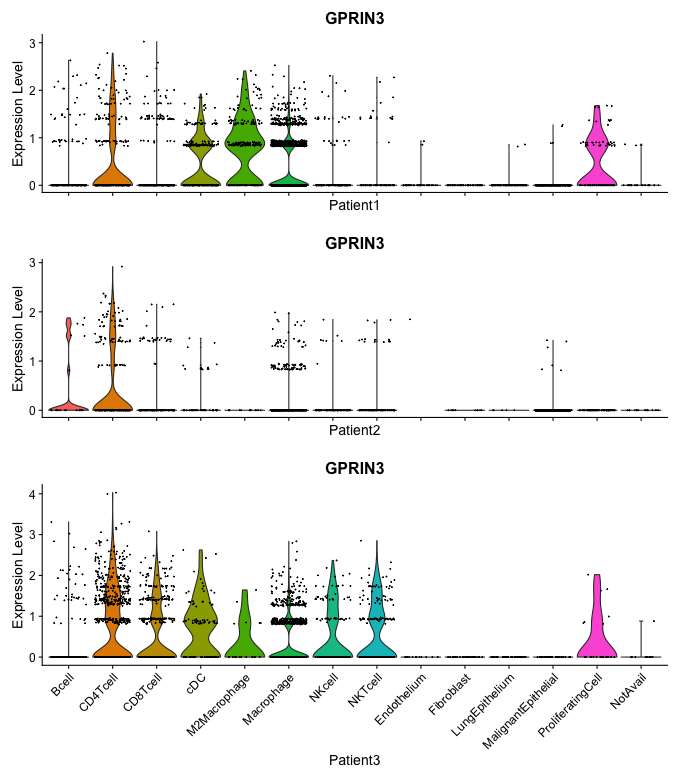 GPRIN3
Expression Level
3
2
1
0
Patient1
GPRIN3
Expression Level
3
2
1
0
Patient2
GPRIN3
Expression Level
4
3
2
1
0
Bcell
CD4Tcell
CD8Tcell
cDC
M2Macrophage
Macrophage
NKcell
NKTcell
Endothelium
Fibroblast
LungEpithelium
MalignantEpithelial
ProliferatingCell
NotAvail
Patient3